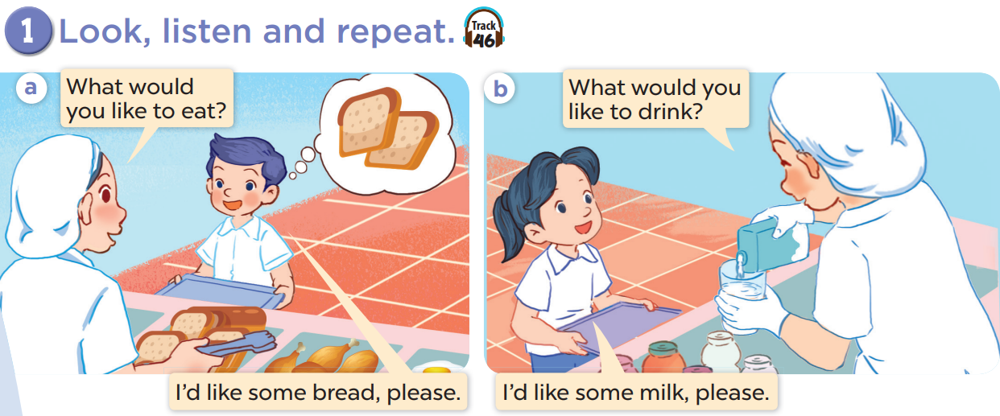 1 Look, listen and repeat. Track 46
a
What would
you like to eat?
I'd like some bread, please.
b
What would you
like to drink?
I'd like some milk, please.